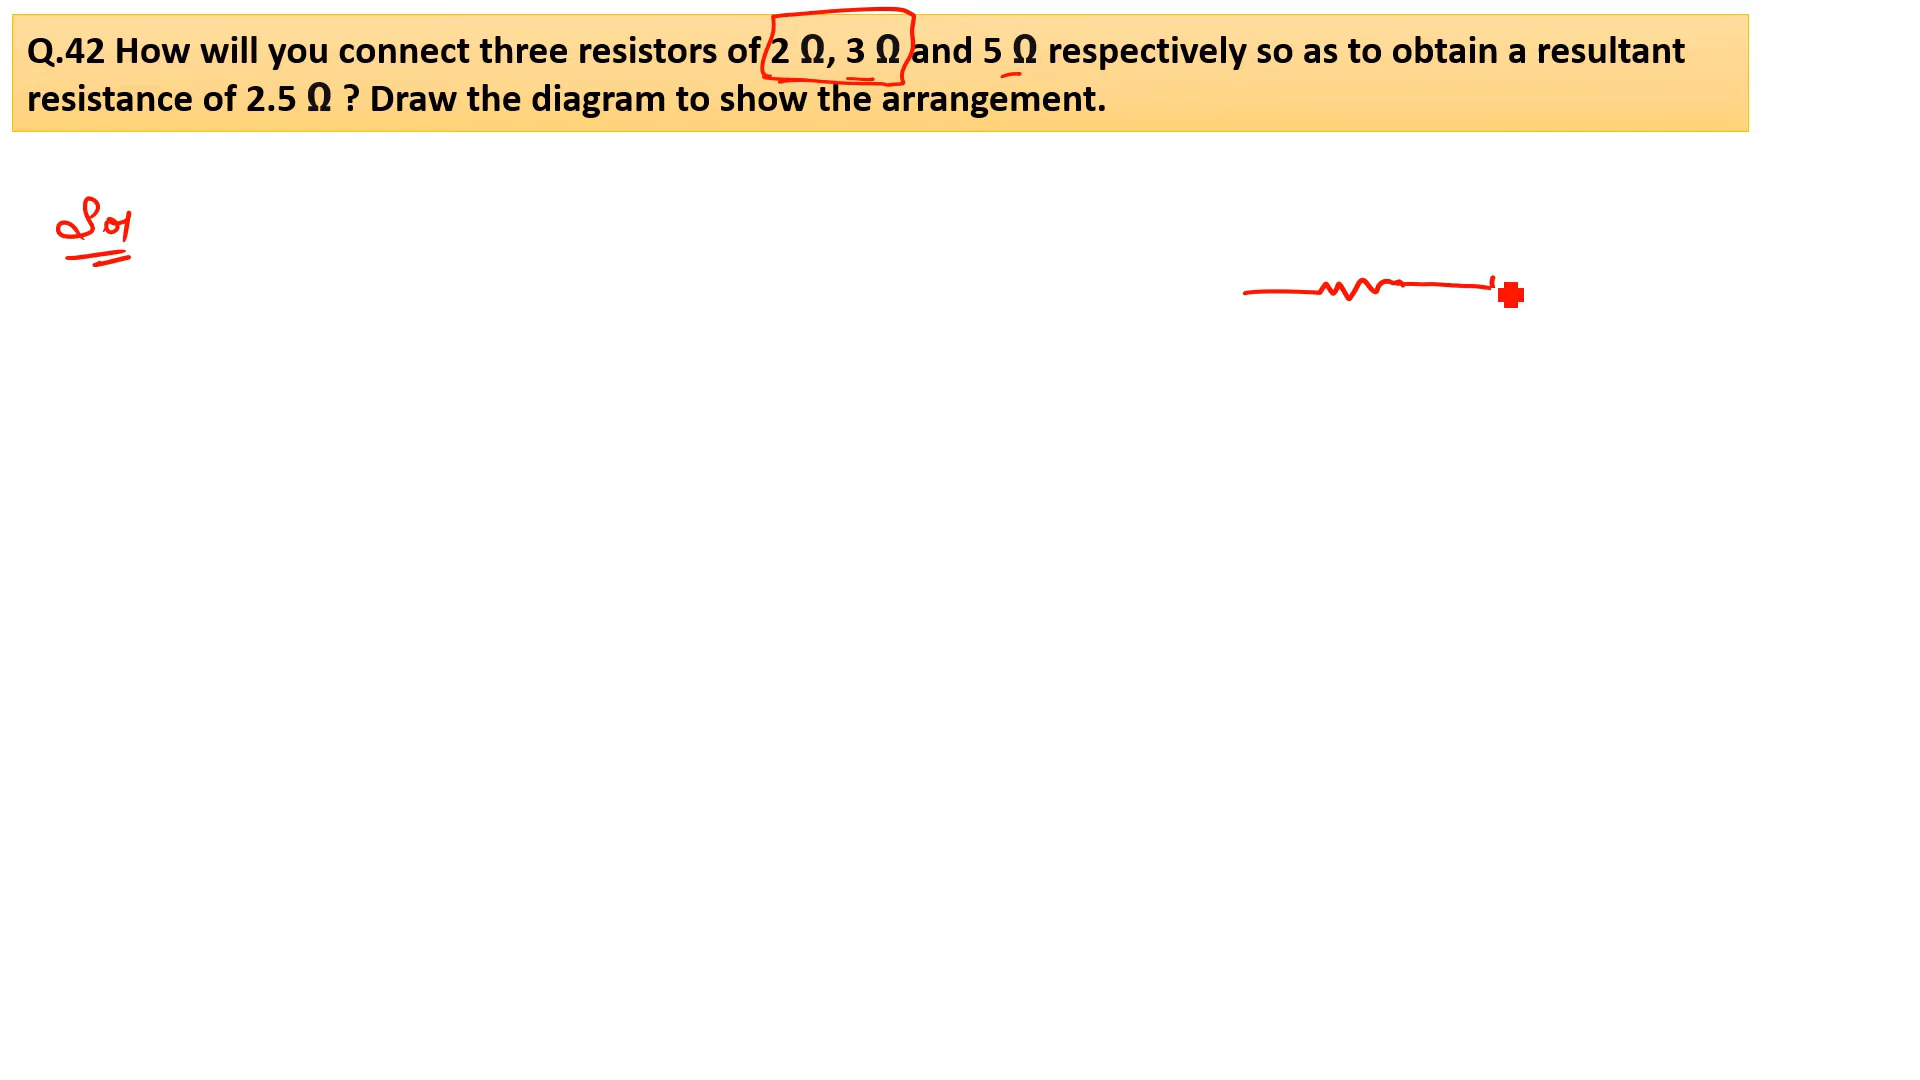 Q.42 How will you connect three resistors of 2 Ω, 3 Ω and 5 Ω respectively so as to obtain a resultant
resistance of 2.5 Ω ? Draw the diagram to show the arrangement.
Sol